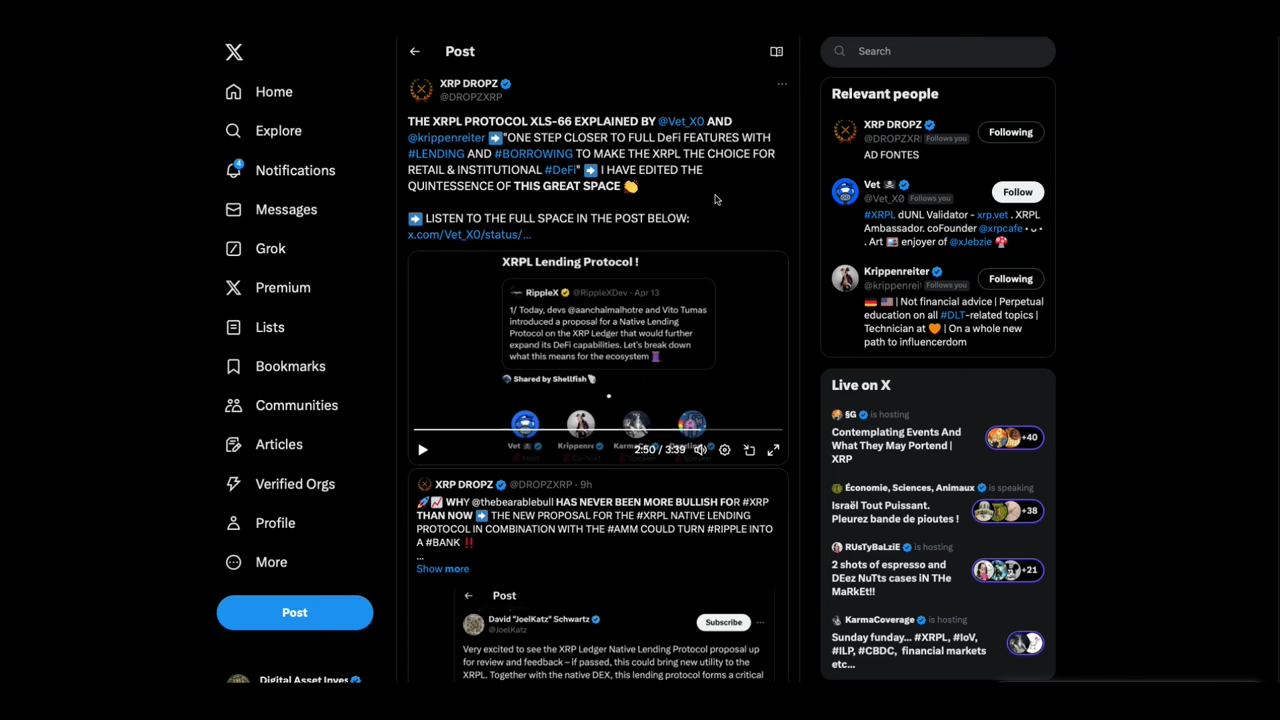 Post
Search
Home
Explore
Notifications
4
Messages
Grok
Premium
Lists
Bookmarks
Communities
Articles
Verified Orgs
Profile
More
Post
Digital Asset Inves
XRP DROPZ
@DROPZXRP
THE XRPL PROTOCOL XLS-66 EXPLAINED BY @Vet_X0 AND
@krippenreiter ➡️"ONE STEP CLOSER TO FULL DeFi FEATURES WITH
#LENDING AND #BORROWING TO MAKE THE XRPL THE CHOICE FOR
RETAIL & INSTITUTIONAL #DeFi" ➡️ I HAVE EDITED THE
QUINTESSENCE OF THIS GREAT SPACE 👏
➡️ LISTEN TO THE FULL SPACE IN THE POST BELOW:
x.com/Vet_X0/status/...
XRPL Lending Protocol !
RippleX @RippleXDev · Apr 13
1/ Today, devs @aanchalmalhotre and Vito Tumas
introduced a proposal for a Native Lending
Protocol on the XRP Ledger that would further
expand its DeFi capabilities. Let's break down
what this means for the ecosystem 🧵
Shared by Shellfish
Vet
Krippenre
KarmaCo
2:50 / 3:39
XRP DROPZ @DROPZXRP · 9h
🚀📈 WHY @thebearablebull HAS NEVER BEEN MORE BULLISH FOR #XRP
THAN NOW ➡️ THE NEW PROPOSAL FOR THE #XRPL NATIVE LENDING
PROTOCOL IN COMBINATION WITH THE #AMM COULD TURN #RIPPLE INTO
A #BANK ‼️
...
Show more
Post
David "JoelKatz" Schwartz
@JoelKatz
Subscribe
Very excited to see the XRP Ledger Native Lending Protocol proposal up
for review and feedback – if passed, this could bring new utility to the
XRPL. Together with the native DEX, this lending protocol forms a critical
Relevant people
XRP DROPZ
@DROPZXR Follows you
Following
AD FONTES
Vet
@Vet_X0 Follows you
Follow
#XRPL dUNL Validator - xrp.vet . XRP
Ambassador. coFounder @xrpcafe • ᴗ •
. Art 🖼️ enjoyer of @xJebzie 🍄
Krippenreiter
@krippenrei Follows you
Following
🇩🇪 | 🇺🇸 | Not financial advice | Perpetual
education on all #DLT-related topics |
Technician at 🧡 | On a whole new
path to influencerdom
Live on X
§G is hosting
Contemplating Events And
What They May Portend |
XRP
+40
Économie, Sciences, Animaux is speaking
Israël Tout Puissant.
Pleurez bande de pioutes !
+38
RUsTyBaLziE is hosting
2 shots of espresso and
DEez NuTts cases iN THe
MaRkEt!!
+21
KarmaCoverage is hosting
Sunday funday... #XRPL, #IoV,
#ILP, #CBDC, financial markets
etc...